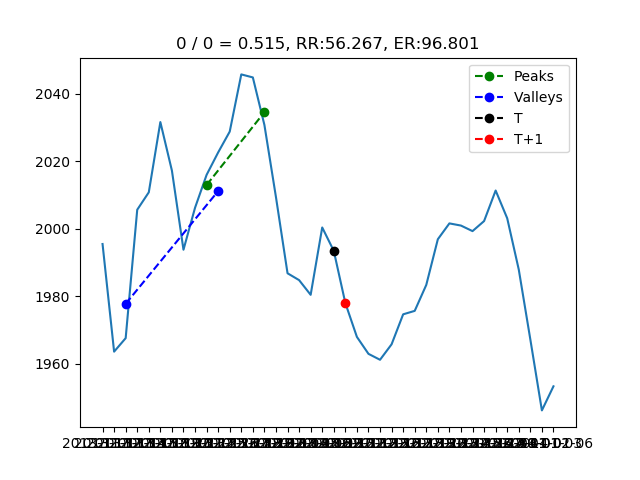 0 / 0 = 0.515, RR:56.267, ER:96.801
Peaks
Valleys
T
T+1
2040
2020
2000
1980
1960